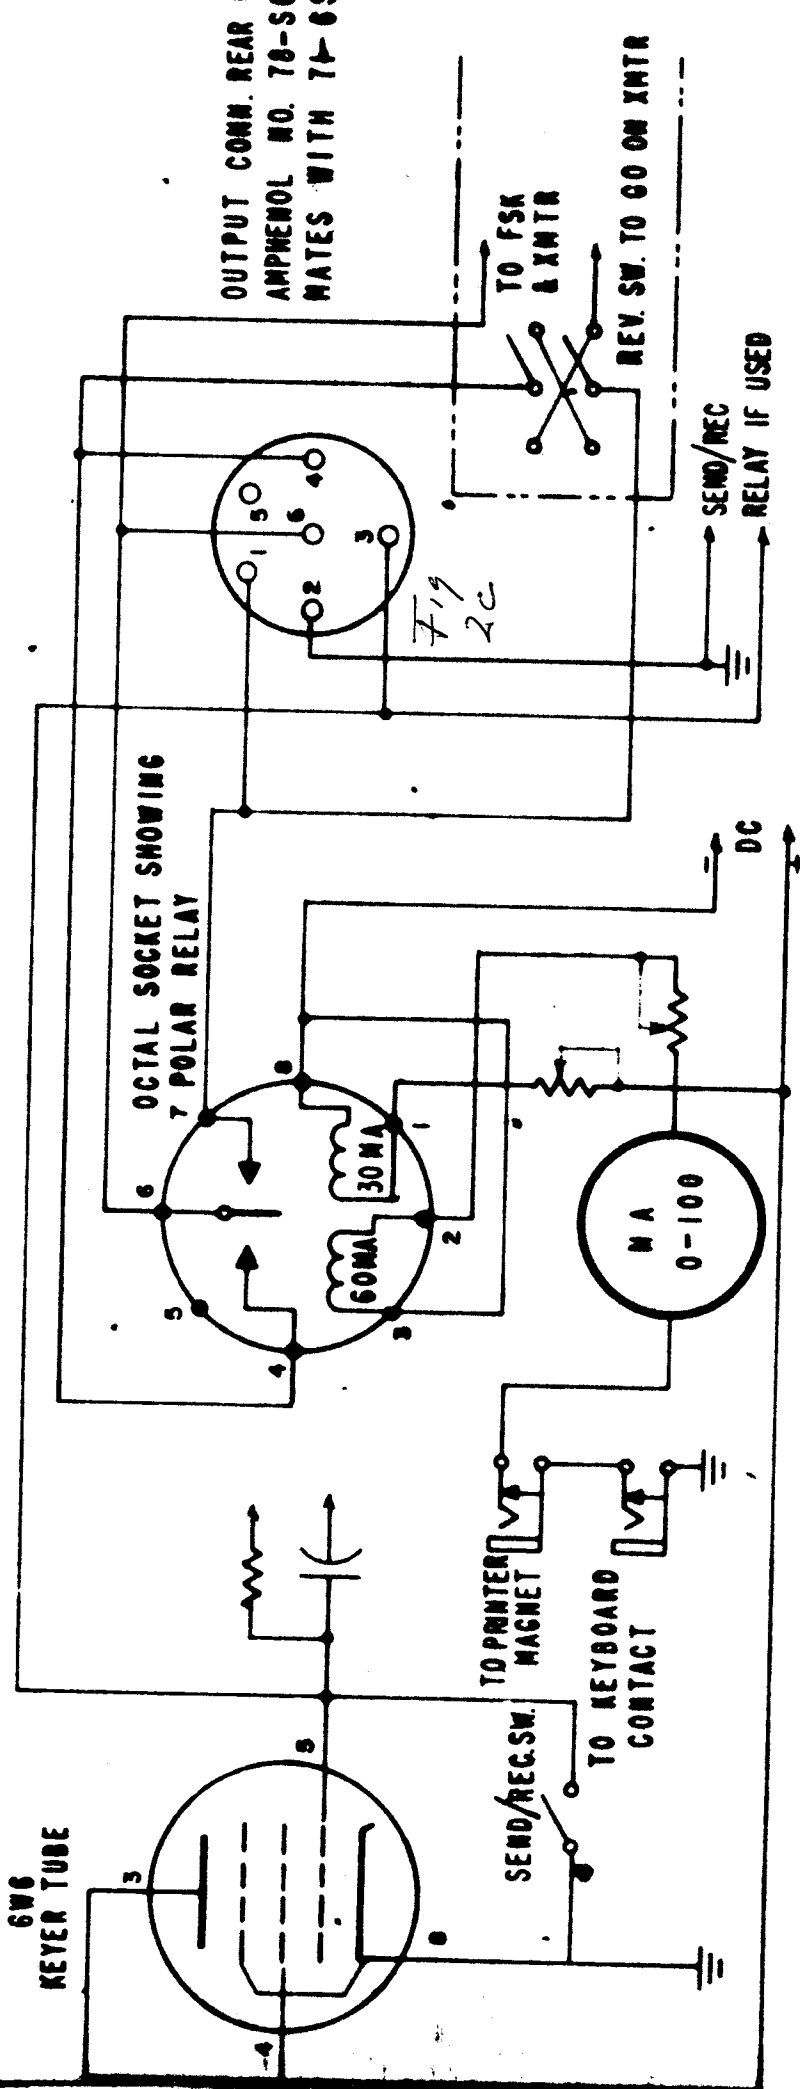 6W6
KEYER TUBE
3
4
5
8
SEND/REC.SW.
TO PRINTER
MAGNET
TO KEYBOARD
CONTACT
OCTAL SOCKET SHOWING
7 POLAR RELAY
6
5
4
3
2
1
8
60MA
30MA
MA
0-100
DC
-
+
OUTPUT CONN. REAR
AMPHENOL NO. 78-S6
MATES WITH
1
5
6
4
2
3
Fig
2c
TO FSK
& XMTR
REV. SW. TO GO ON XMTR
SEND/REC
RELAY IF USED